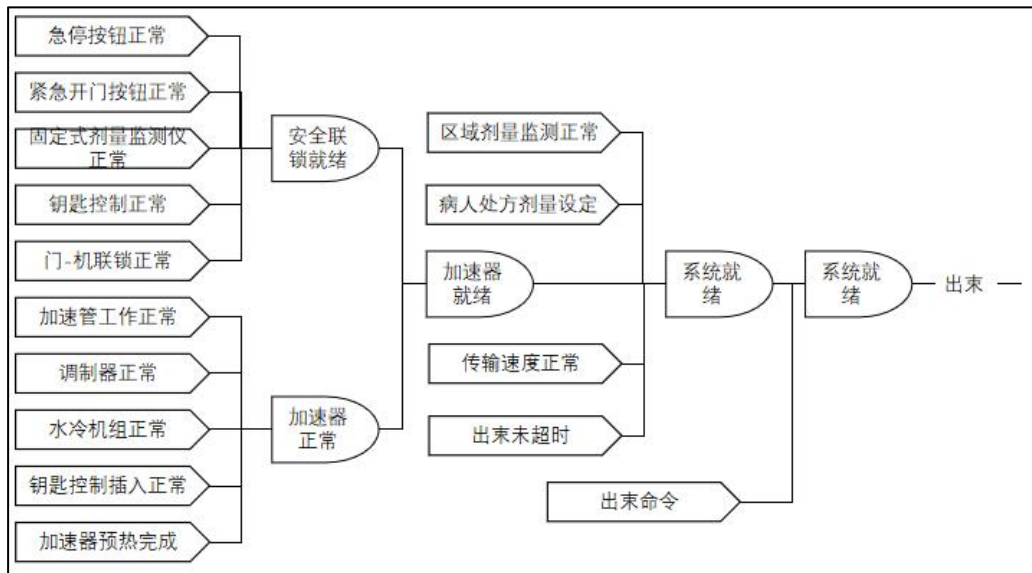 急停按钮正常
紧急开门按钮正常
固定式剂量监测仪
正常
钥匙控制正常
门-机联锁正常
安全联
锁就绪
加速管工作正常
调制器正常
水冷机组正常
钥匙控制插入正常
加速器预热完成
加速器
正常
区域剂量监测正常
病人处方剂量设定
加速器
就绪
传输速度正常
出束未超时
系统就
绪
出束命令
系统就
绪
出束